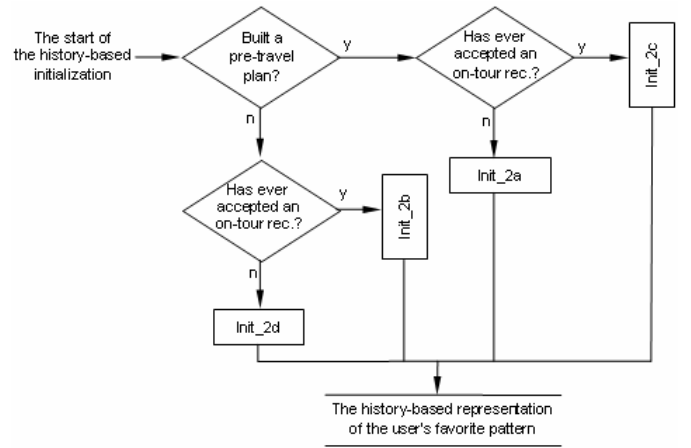 The start of
the history-based
initialization
Built a
pre-travel
plan?
y
Has ever
accepted an
on-tour rec.?
y
Init_2c
n
n
Init_2a
Has ever
accepted an
on-tour rec.?
y
Init_2b
n
Init_2d
The history-based representation
of the user's favorite pattern